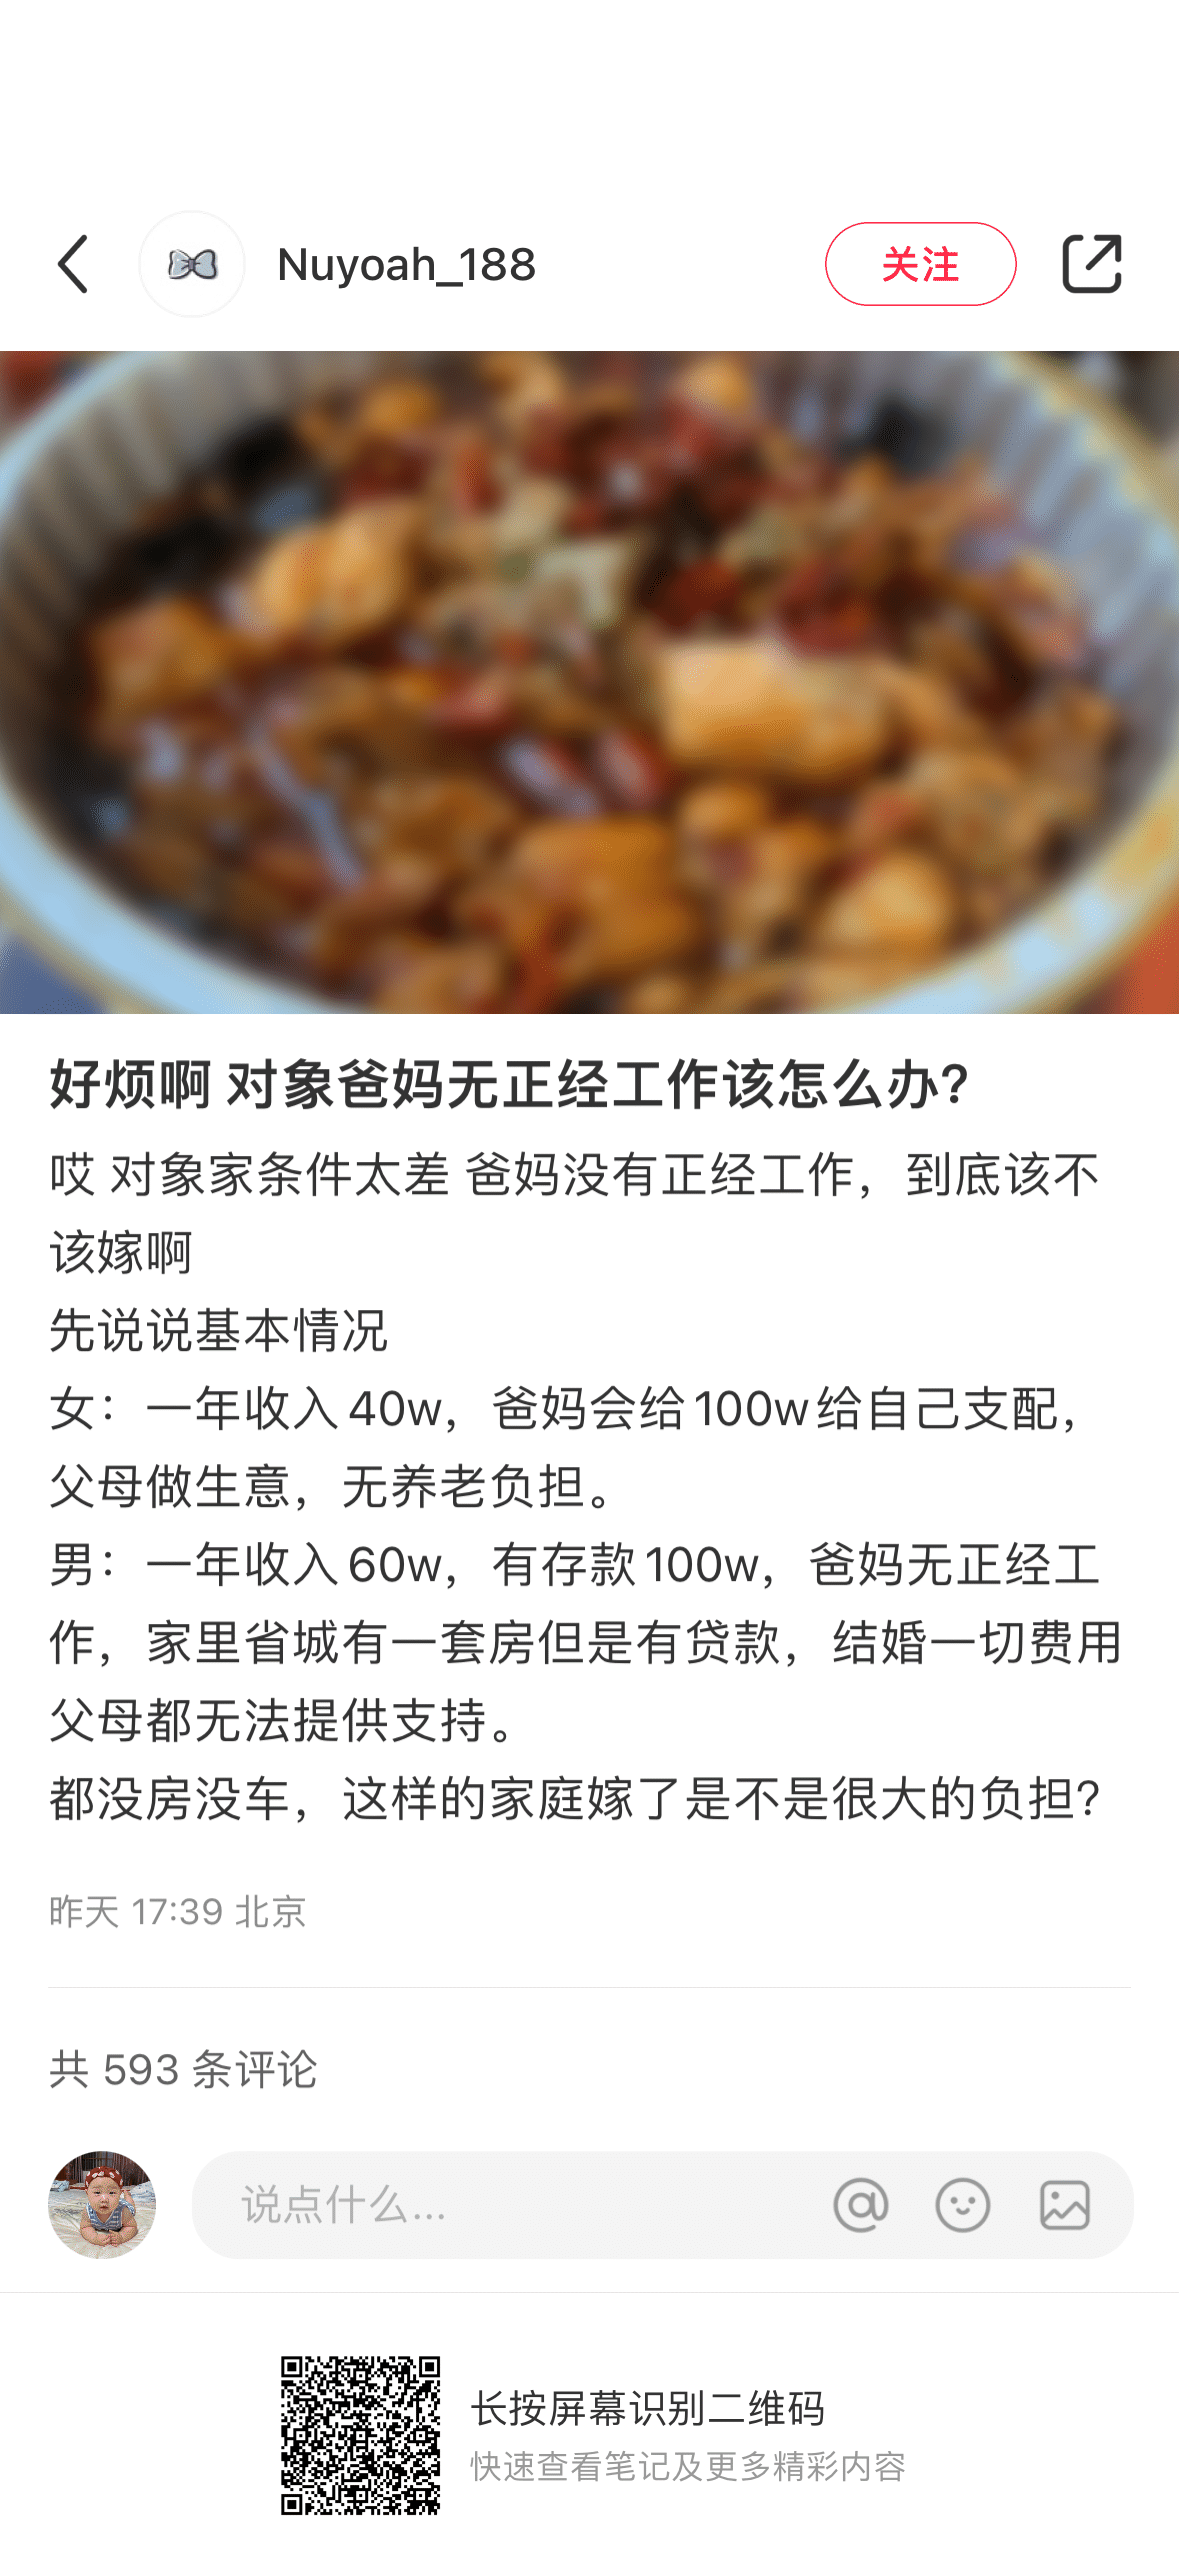 Nuyoah_188
关注
好烦啊 对象爸妈无正经工作该怎么办?
哎 对象家条件太差 爸妈没有正经工作，到底该不
该嫁啊
先说说基本情况
女：一年收入40w，爸妈会给100w给自己支配，
父母做生意，无养老负担。
男：一年收入60w，有存款100w，爸妈无正经工
作，家里省城有一套房但是有贷款，结婚一切费用
父母都无法提供支持。
都没房没车，这样的家庭嫁了是不是很大的负担?
昨天 17:39 北京
共 593 条评论
说点什么...
长按屏幕识别二维码
快速查看笔记及更多精彩内容